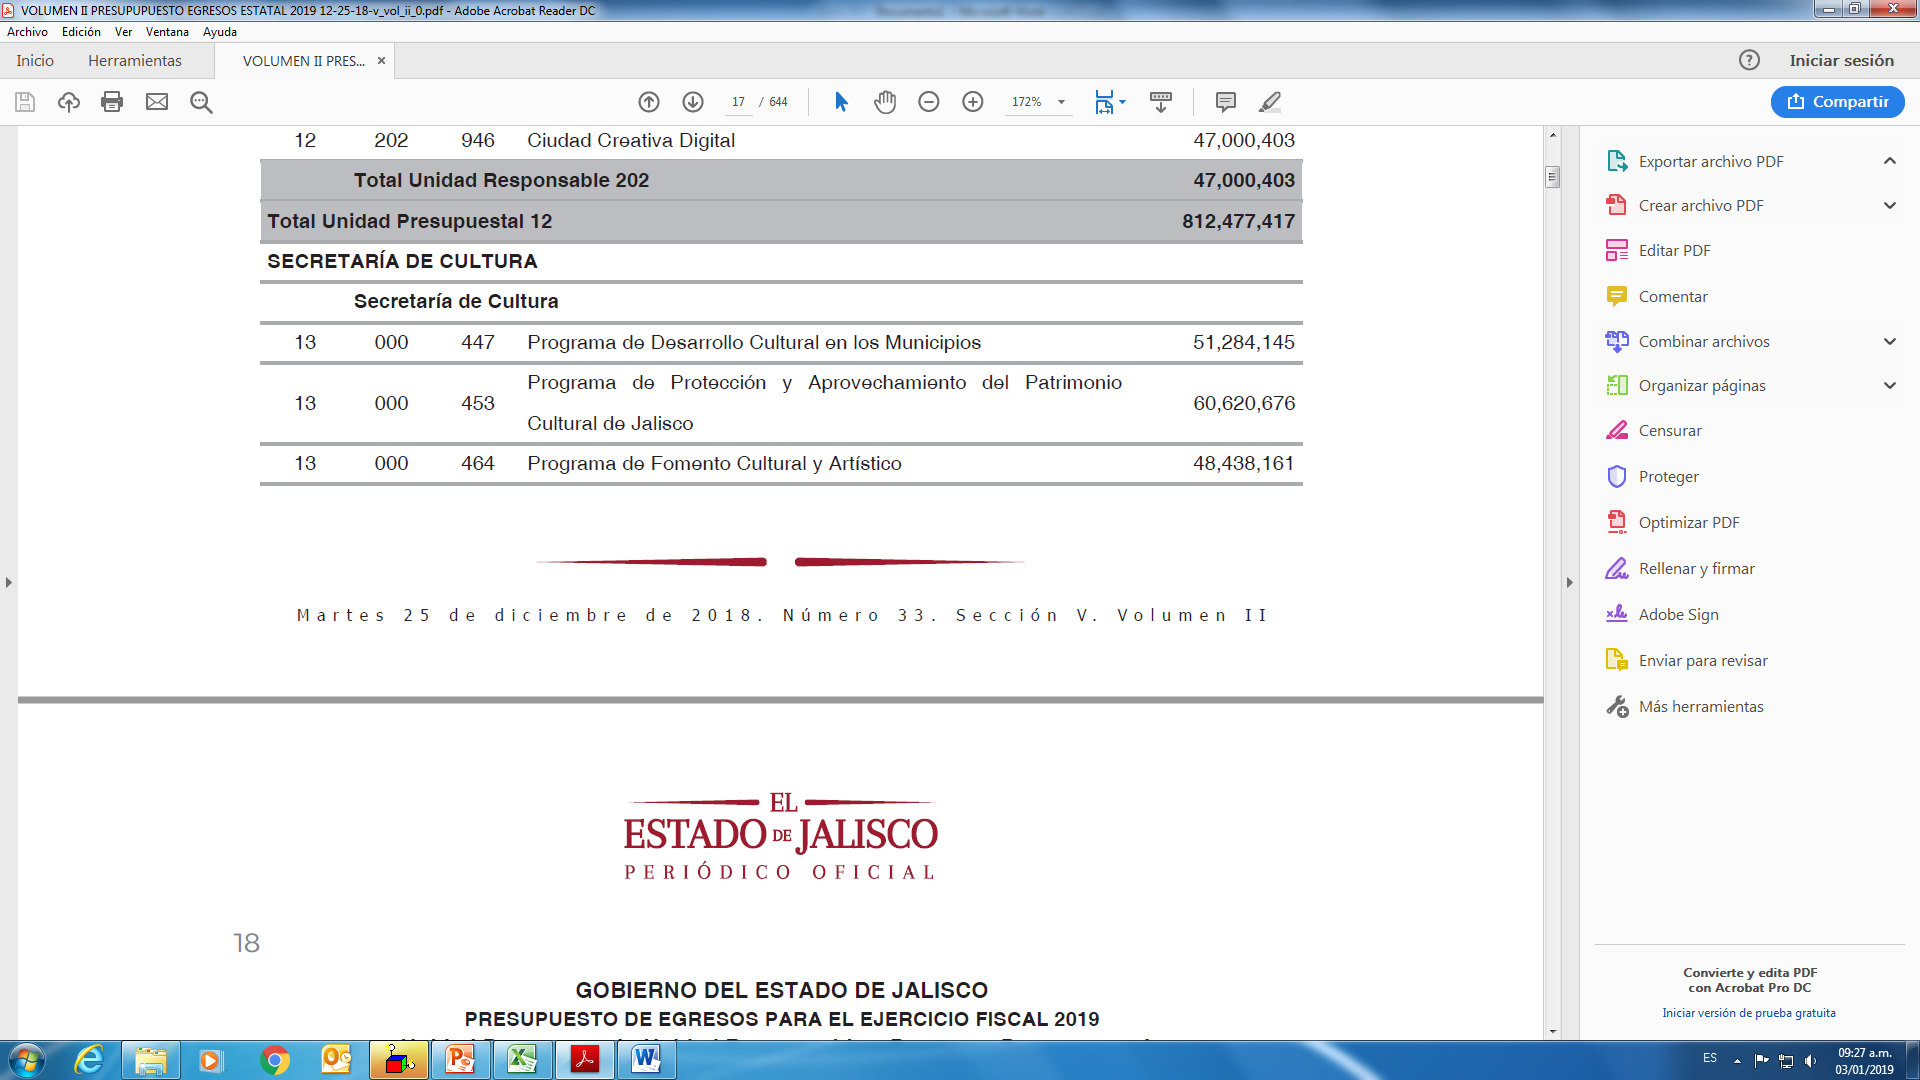 VOLUMEN II PRESUPUPUESTO EGRESOS ESTATAL 2019 12-25-18-v_vol_ii_0.pdf - Adobe Acrobat Reader DC
Archivo Edición Ver Ventana Ayuda
Inicio Herramientas VOLUMEN II PRES... × Iniciar sesión
17 / 644 172% Compartir
12 202 946 Ciudad Creativa Digital 47,000,403
Total Unidad Responsable 202 47,000,403
Total Unidad Presupuestal 12 812,477,417
SECRETARÍA DE CULTURA
Secretaría de Cultura
13 000 447 Programa de Desarrollo Cultural en los Municipios 51,284,145
13 000 453 Programa de Protección y Aprovechamiento del Patrimonio
Cultural de Jalisco 60,620,676
13 000 464 Programa de Fomento Cultural y Artístico 48,438,161
Martes 25 de diciembre de 2018. Número 33. Sección V. Volumen II
EL
ESTADO DE JALISCO
PERIÓDICO OFICIAL
18
GOBIERNO DEL ESTADO DE JALISCO
PRESUPUESTO DE EGRESOS PARA EL EJERCICIO FISCAL 2019
Exportar archivo PDF
Crear archivo PDF
Editar PDF
Comentar
Combinar archivos
Organizar páginas
Censurar
Proteger
Optimizar PDF
Rellenar y firmar
Adobe Sign
Enviar para revisar
Más herramientas
Convierte y edita PDF
con Acrobat Pro DC
Iniciar versión de prueba gratuita
ES
09:27 a.m.
03/01/2019